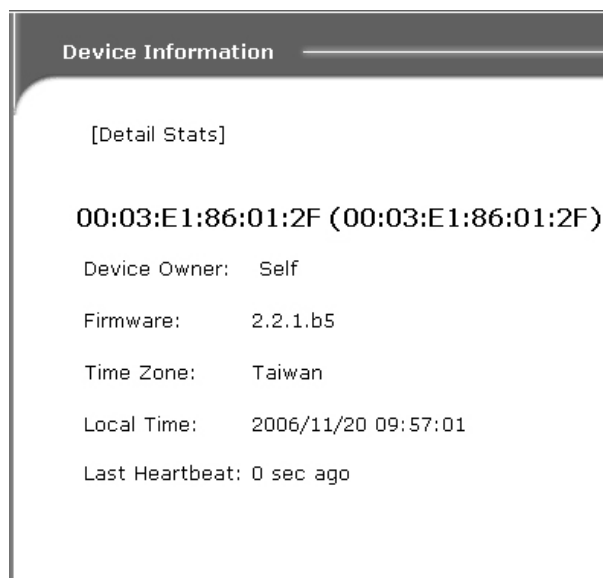 Device Information
[Detail Stats]
00:03:E1:86:01:2F (00:03:E1:86:01:2F)
Device Owner: Self
Firmware: 2.2.1.b5
Time Zone: Taiwan
Local Time: 2006/11/20 09:57:01
Last Heartbeat: 0 sec ago